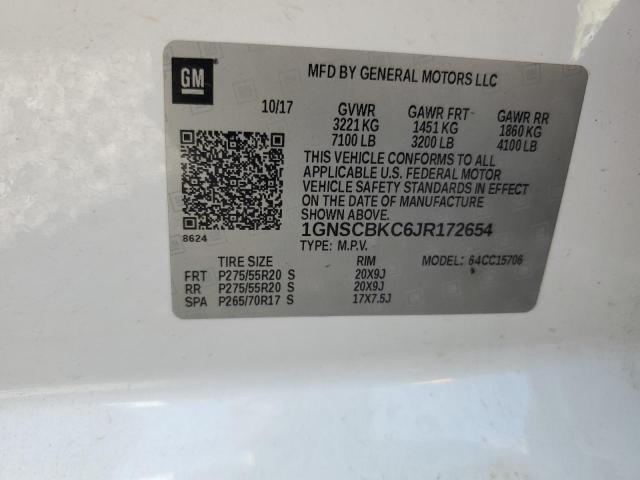 GM
MFD BY GENERAL MOTORS LLC
10/17 GVWR GAWR FRT GAWR RR
3221 KG 1451 KG 1860 KG
7100 LB 3200 LB 4100 LB
THIS VEHICLE CONFORMS TO ALL
APPLICABLE U.S. FEDERAL MOTOR
VEHICLE SAFETY STANDARDS IN EFFECT
ON THE DATE OF MANUFACTURE
SHOWN ABOVE.
1GNSCBKC6JR172654
8624
TYPE: M.P.V. MODEL: 64CC15706
TIRE SIZE RIM
FRT P275/55R20 S 20X9J
RR P275/55R20 S 20X9J
SPA P265/70R17 S 17X7.5J